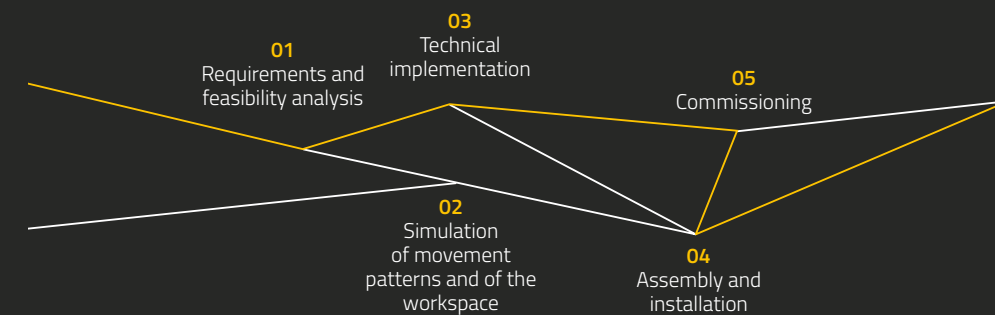 01
Requirements and
feasibility analysis
02
Simulation
of movement
patterns and of the
workspace
03
Technical
implementation
04
Assembly and
installation
05
Commissioning